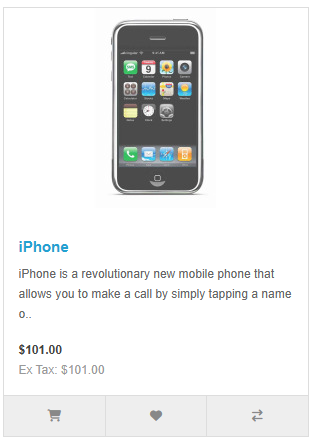 iPhone
iPhone is a revolutionary new mobile phone that
allows you to make a call by simply tapping a name
o..
$101.00
Ex Tax: $101.00